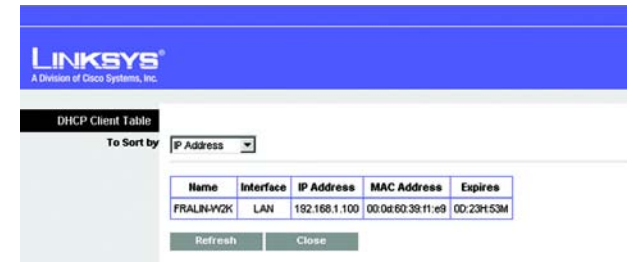 LINKSYS®
A Division of Cisco Systems, Inc.
DHCP Client Table
To Sort by IP Address
Name Interface IP Address MAC Address Expires
FRALIN-W2K LAN 192.168.1.100 00:0d:60:39:f1:e9 0D:23H:53M
Refresh Close